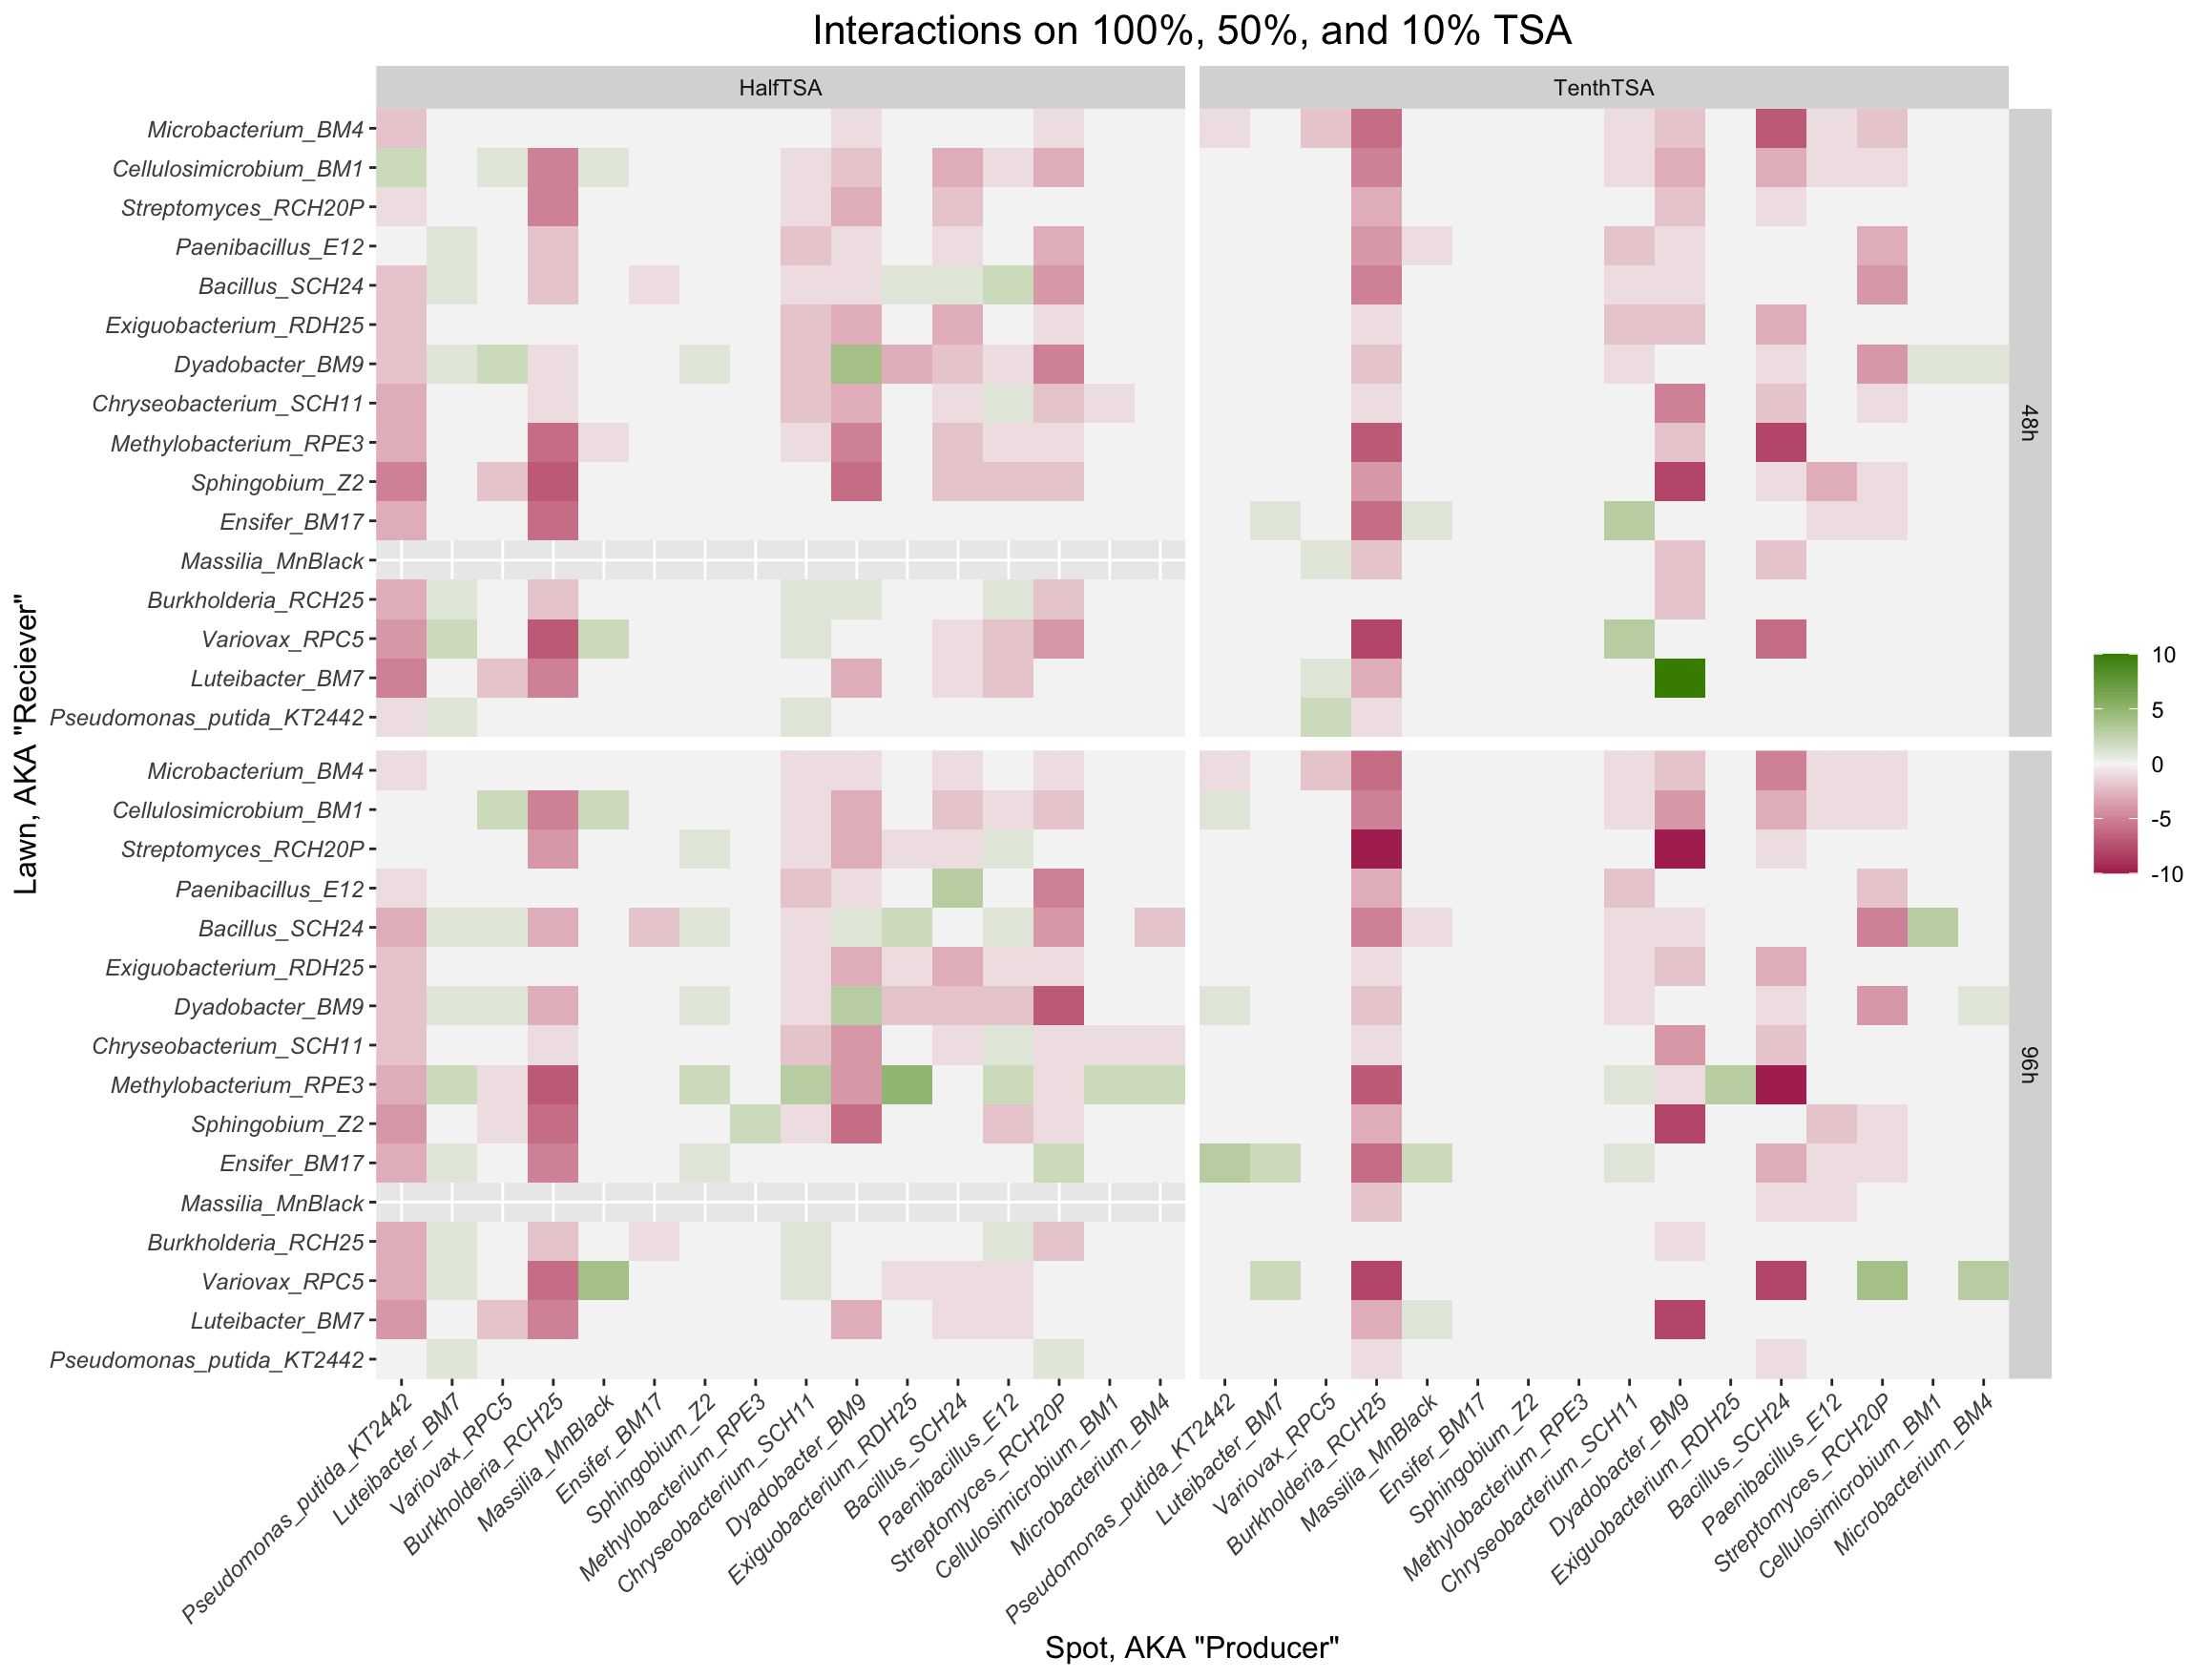 Interactions on 100%, 50%, and 10% TSA
HalfTSA
TenthTSA
Microbacterium_BM4
Cellulosimicrobium_BM1
Streptomyces_RCH20P
Paenibacillus_E12
Bacillus_SCH24
Exiguobacterium_RDH25
Dyadobacter_BM9
Chryseobacterium_SCH11
Methylobacterium_RPE3
Sphingobium_Z2
Ensifer_BM17
Massilia_MnBlack
Burkholderia_RCH25
Variovax_RPC5
Luteibacter_BM7
Pseudomonas_putida_KT2442
48h
Microbacterium_BM4
Cellulosimicrobium_BM1
Streptomyces_RCH20P
Paenibacillus_E12
Bacillus_SCH24
Exiguobacterium_RDH25
Dyadobacter_BM9
Chryseobacterium_SCH11
Methylobacterium_RPE3
Sphingobium_Z2
Ensifer_BM17
Massilia_MnBlack
Burkholderia_RCH25
Variovax_RPC5
Luteibacter_BM7
Pseudomonas_putida_KT2442
96h
Lawn, AKA "Reciever"
Pseudomonas_putida_KT2442
Luteibacter_BM7
Variovax_RPC5
Burkholderia_RCH25
Massilia_MnBlack
Ensifer_BM17
Sphingobium_Z2
Methylobacterium_RPE3
Chryseobacterium_SCH11
Dyadobacter_BM9
Exiguobacterium_RDH25
Bacillus_SCH24
Paenibacillus_E12
Streptomyces_RCH20P
Cellulosimicrobium_BM1
Microbacterium_BM4
Pseudomonas_putida_KT2442
Luteibacter_BM7
Variovax_RPC5
Burkholderia_RCH25
Massilia_MnBlack
Ensifer_BM17
Sphingobium_Z2
Methylobacterium_RPE3
Chryseobacterium_SCH11
Dyadobacter_BM9
Exiguobacterium_RDH25
Bacillus_SCH24
Paenibacillus_E12
Streptomyces_RCH20P
Cellulosimicrobium_BM1
Microbacterium_BM4
Spot, AKA "Producer"
10
5
0
-5
-10